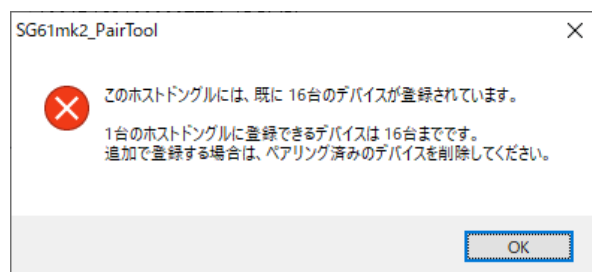 SG61mk2_PairTool
このホストドングルには、既に 16台のデバイスが登録されています。
1台のホストドングルに登録できるデバイスは 16台までです。
追加で登録する場合は、ペアリング済みのデバイスを削除してください。
OK